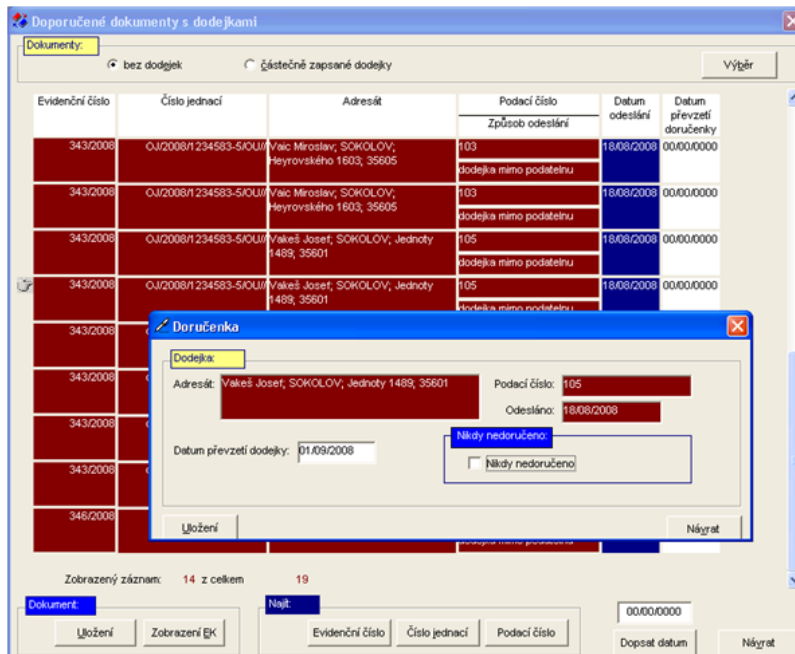 Doporučené dokumenty s dodejkami
Dokumenty:
bez dodejek
částečně zapsané dodejky
Výběr
Evidenční číslo
Číslo jednací
Adresát
Podací číslo
Způsob odeslání
Datum
odeslání
Datum
převzetí
doručenky
343/2008 OJ/2008/1234583-5/OU// Vaic Miroslav; SOKOLOV; 103 18/08/2008 00/00/0000
Heyrovského 1603; 35605
dodejka mimo podatelnu
343/2008 OJ/2008/1234583-5/OU// Vaic Miroslav; SOKOLOV; 103 18/08/2008 00/00/0000
Heyrovského 1603; 35605
dodejka mimo podatelnu
343/2008 OJ/2008/1234583-5/OU// Vakeš Josef; SOKOLOV; Jednoty 105 18/08/2008 00/00/0000
1489; 35601
dodejka mimo podatelnu
343/2008 OJ/2008/1234583-5/OU// Vakeš Josef; SOKOLOV; Jednoty 105 18/08/2008 00/00/0000
1489; 35601
dodejka mimo podatelnu
343/2008
343/2008
343/2008
343/2008
346/2008
Doručenka
Dodejka:
Adresát: Vakeš Josef; SOKOLOV; Jednoty 1489; 35601
Podací číslo: 105
Odesláno: 18/08/2008
Datum převzetí dodejky: 01/09/2008
Nikdy nedoručeno:
Nikdy nedoručeno
Uložení
Návrat
dodejka mimo podatelnu
Zobrazený záznam: 14 z celkem 19
Dokument:
Uložení
Zobrazení EK
Najít:
Evidenční číslo
Číslo jednací
Podací číslo
00/00/0000
Dopsat datum
Návrat